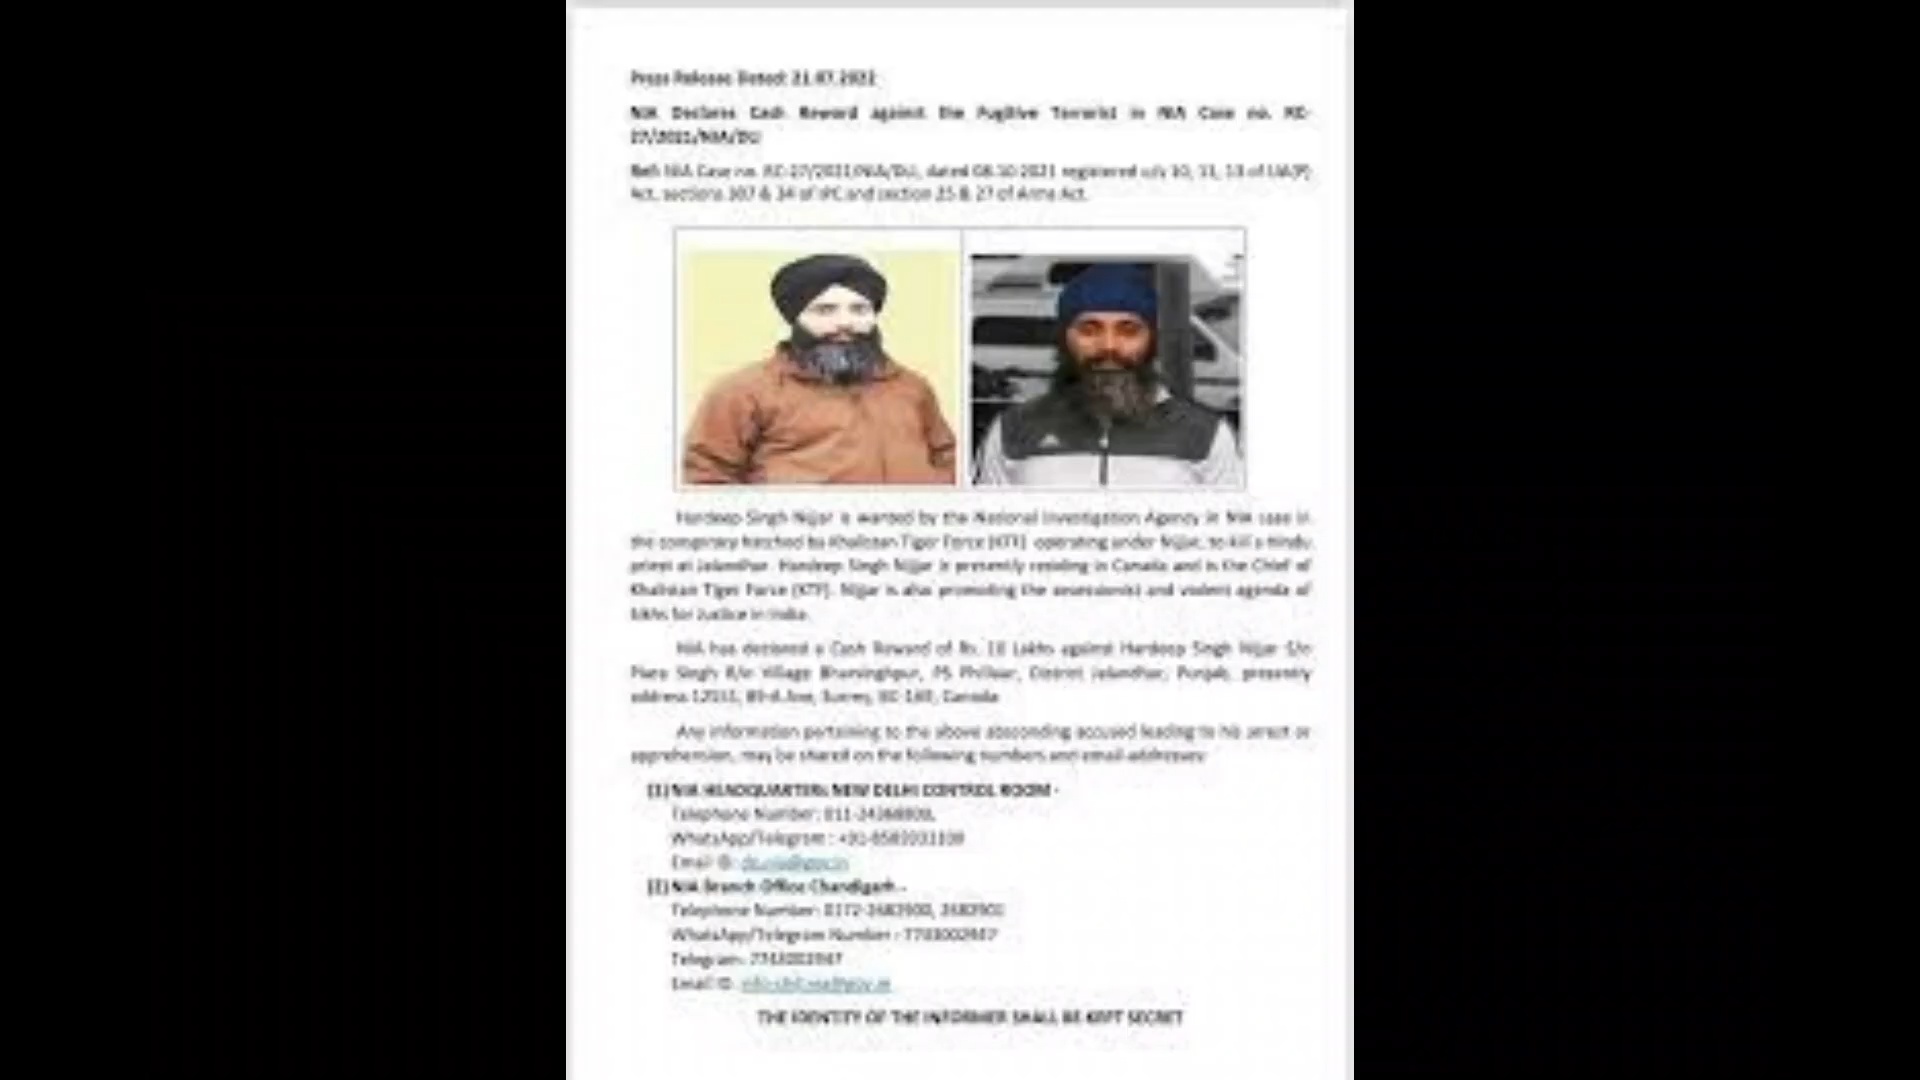 Press Release Dated: 21.07.2022
NIA Declares Cash Reward against the Fugitive Terrorist in NIA Case no. RC-
27/2021/NIA/DLI
Ref: NIA Case no. RC-27/2021/NIA/DLI, dated 08.10.2021 registered u/s 10, 13 of UA(P)
Act, sections 307 & 34 of IPC and section 25 & 27 of Arms Act.
Hardeep Singh Nijjar is wanted by the National Investigation Agency in NIA case in
the conspiracy hatched by Khalistan Tiger Force (KTF) operating under Nijjar, to kill a Hindu
priest at Jalandhar. Hardeep Singh Nijjar is presently residing in Canada and is the Chief of
Khalistan Tiger Force (KTF). Nijjar is also promoting the secessionist and violent agenda of
Sikhs for Justice in India.
NIA has declared a Cash Reward of Rs. 10 Lakhs against Hardeep Singh Nijjar S/o
Singh R/o Village PS Phillaur, District Jalandhar, Punjab, presently
address Surrey, Canada
Any information pertaining to the above absconding accused leading to his arrest or
apprehension, may be shared on the following numbers and email addresses:
(1) NIA HEADQUARTERs NEW DELHI CONTROL ROOM -
Telephone Number:
WhatsApp/Telegram :
Email ID:
(2) NIA Branch Office Chandigarh -
Telephone Number:
WhatsApp/Telegram Number :
Telegram:
Email ID:
THE IDENTITY OF THE INFORMER SHALL BE KEPT SECRET